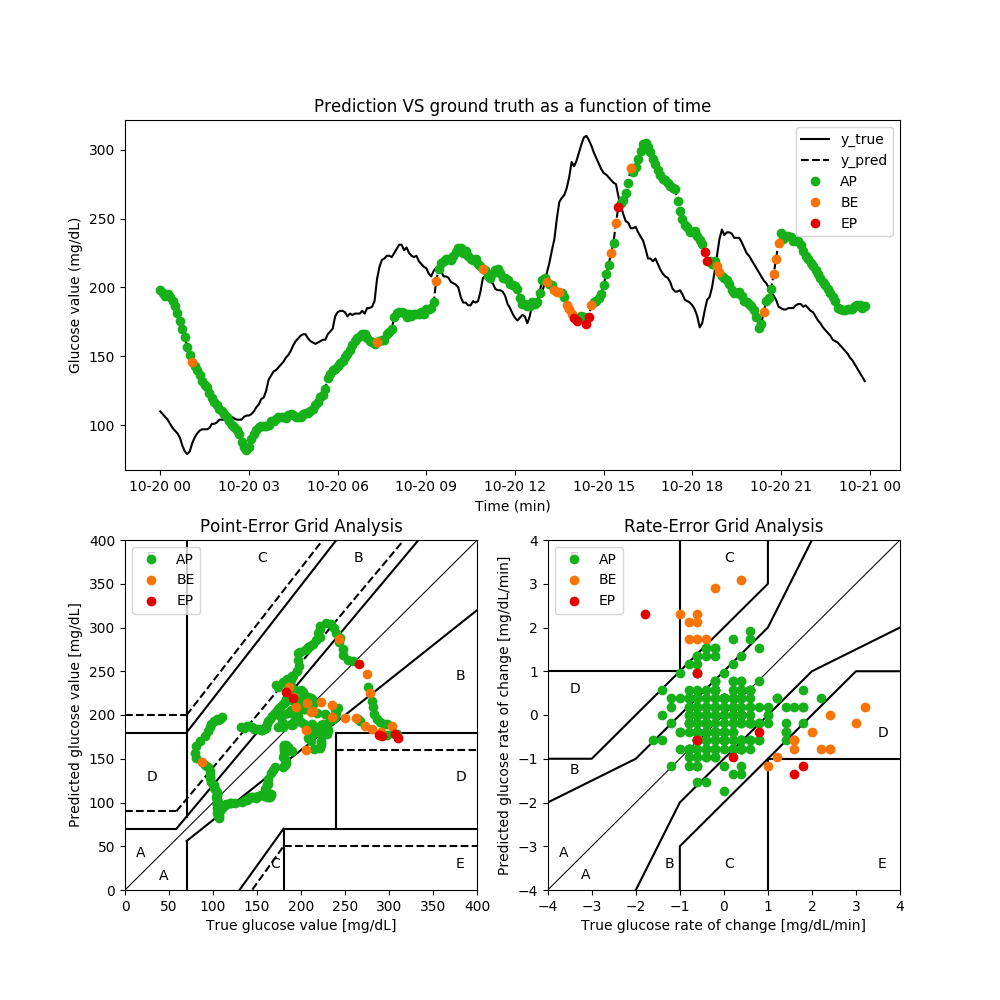 Prediction VS ground truth as a function of time
Glucose value (mg/dL)
300
250
200
150
100
y_true
y_pred
AP
BE
EP
10-20 00 10-20 03 10-20 06 10-20 09 10-20 12 10-20 15 10-20 18 10-20 21 10-21 00
Time (min)
Point-Error Grid Analysis
Predicted glucose value [mg/dL]
400
350
300
250
200
150
100
50
0
AP
BE
EP
C
B
B
D
D
A
A
C
E
0 50 100 150 200 250 300 350 400
True glucose value [mg/dL]
Rate-Error Grid Analysis
Predicted glucose rate of change [mg/dL/min]
4
3
2
1
0
−1
−2
−3
−4
AP
BE
EP
C
D
D
B
A
A
B
C
E
−4 −3 −2 −1 0 1 2 3 4
True glucose rate of change [mg/dL/min]